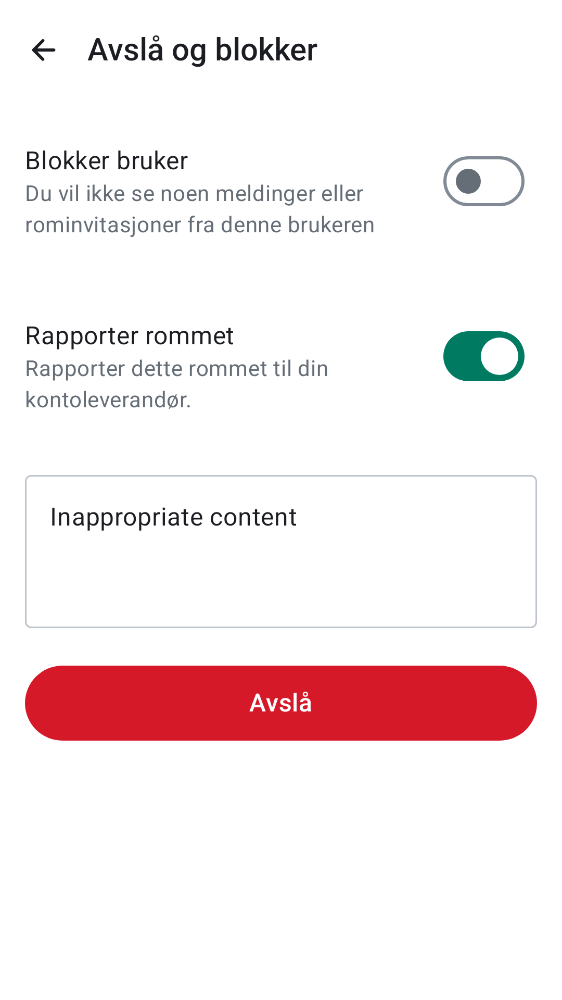 Avslå og blokker
Blokker bruker
Du vil ikke se noen meldinger eller
rominvitasjoner fra denne brukeren
Rapporter rommet
Rapporter dette rommet til din
kontoleverandør.
Inappropriate content
Avslå